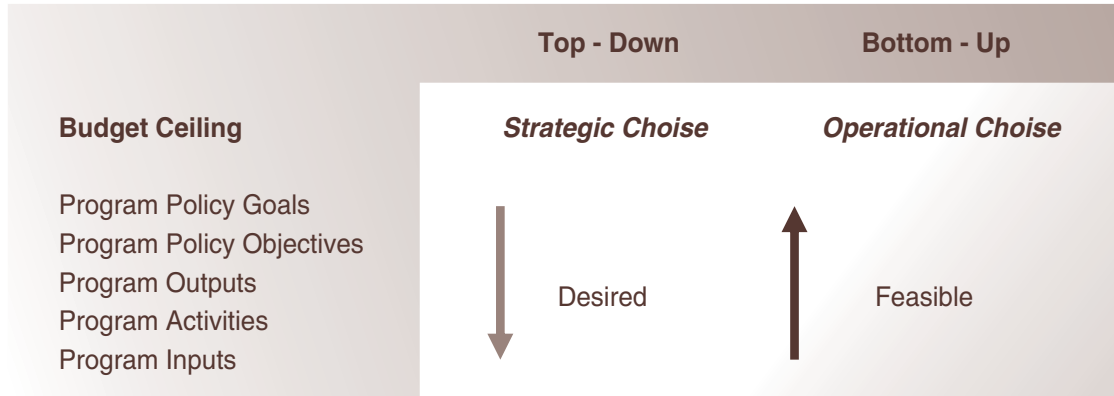 Top - Down Bottom - Up
Budget Ceiling Strategic Choise Operational Choise
Program Policy Goals
Program Policy Objectives
Program Outputs Desired Feasible
Program Activities
Program Inputs